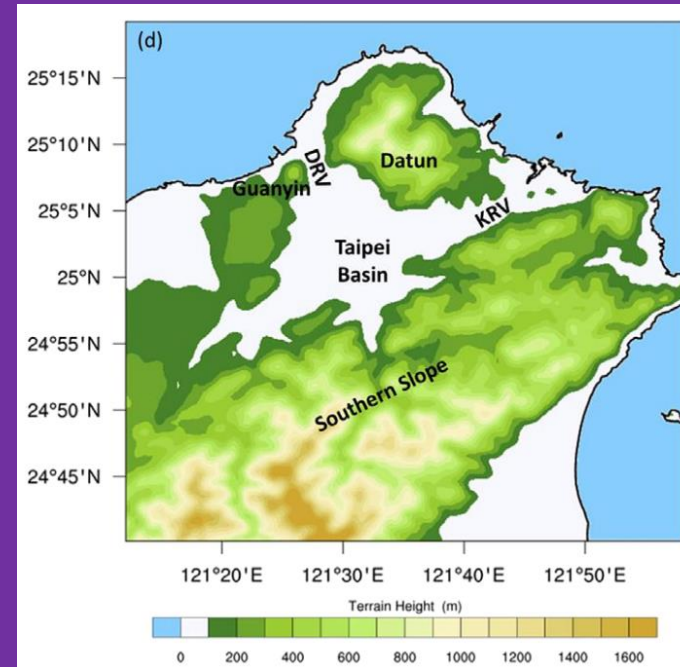 (d)
25°15'N
25°10'N
25°5'N
25°N
24°55'N
24°50'N
24°45'N
DRV
Datun
Guanyin
KRV
Taipei
Basin
Southern Slope
121°20'E 121°30'E 121°40'E 121°50'E
Terrain Height (m)
0 200 400 600 800 1000 1200 1400 1600